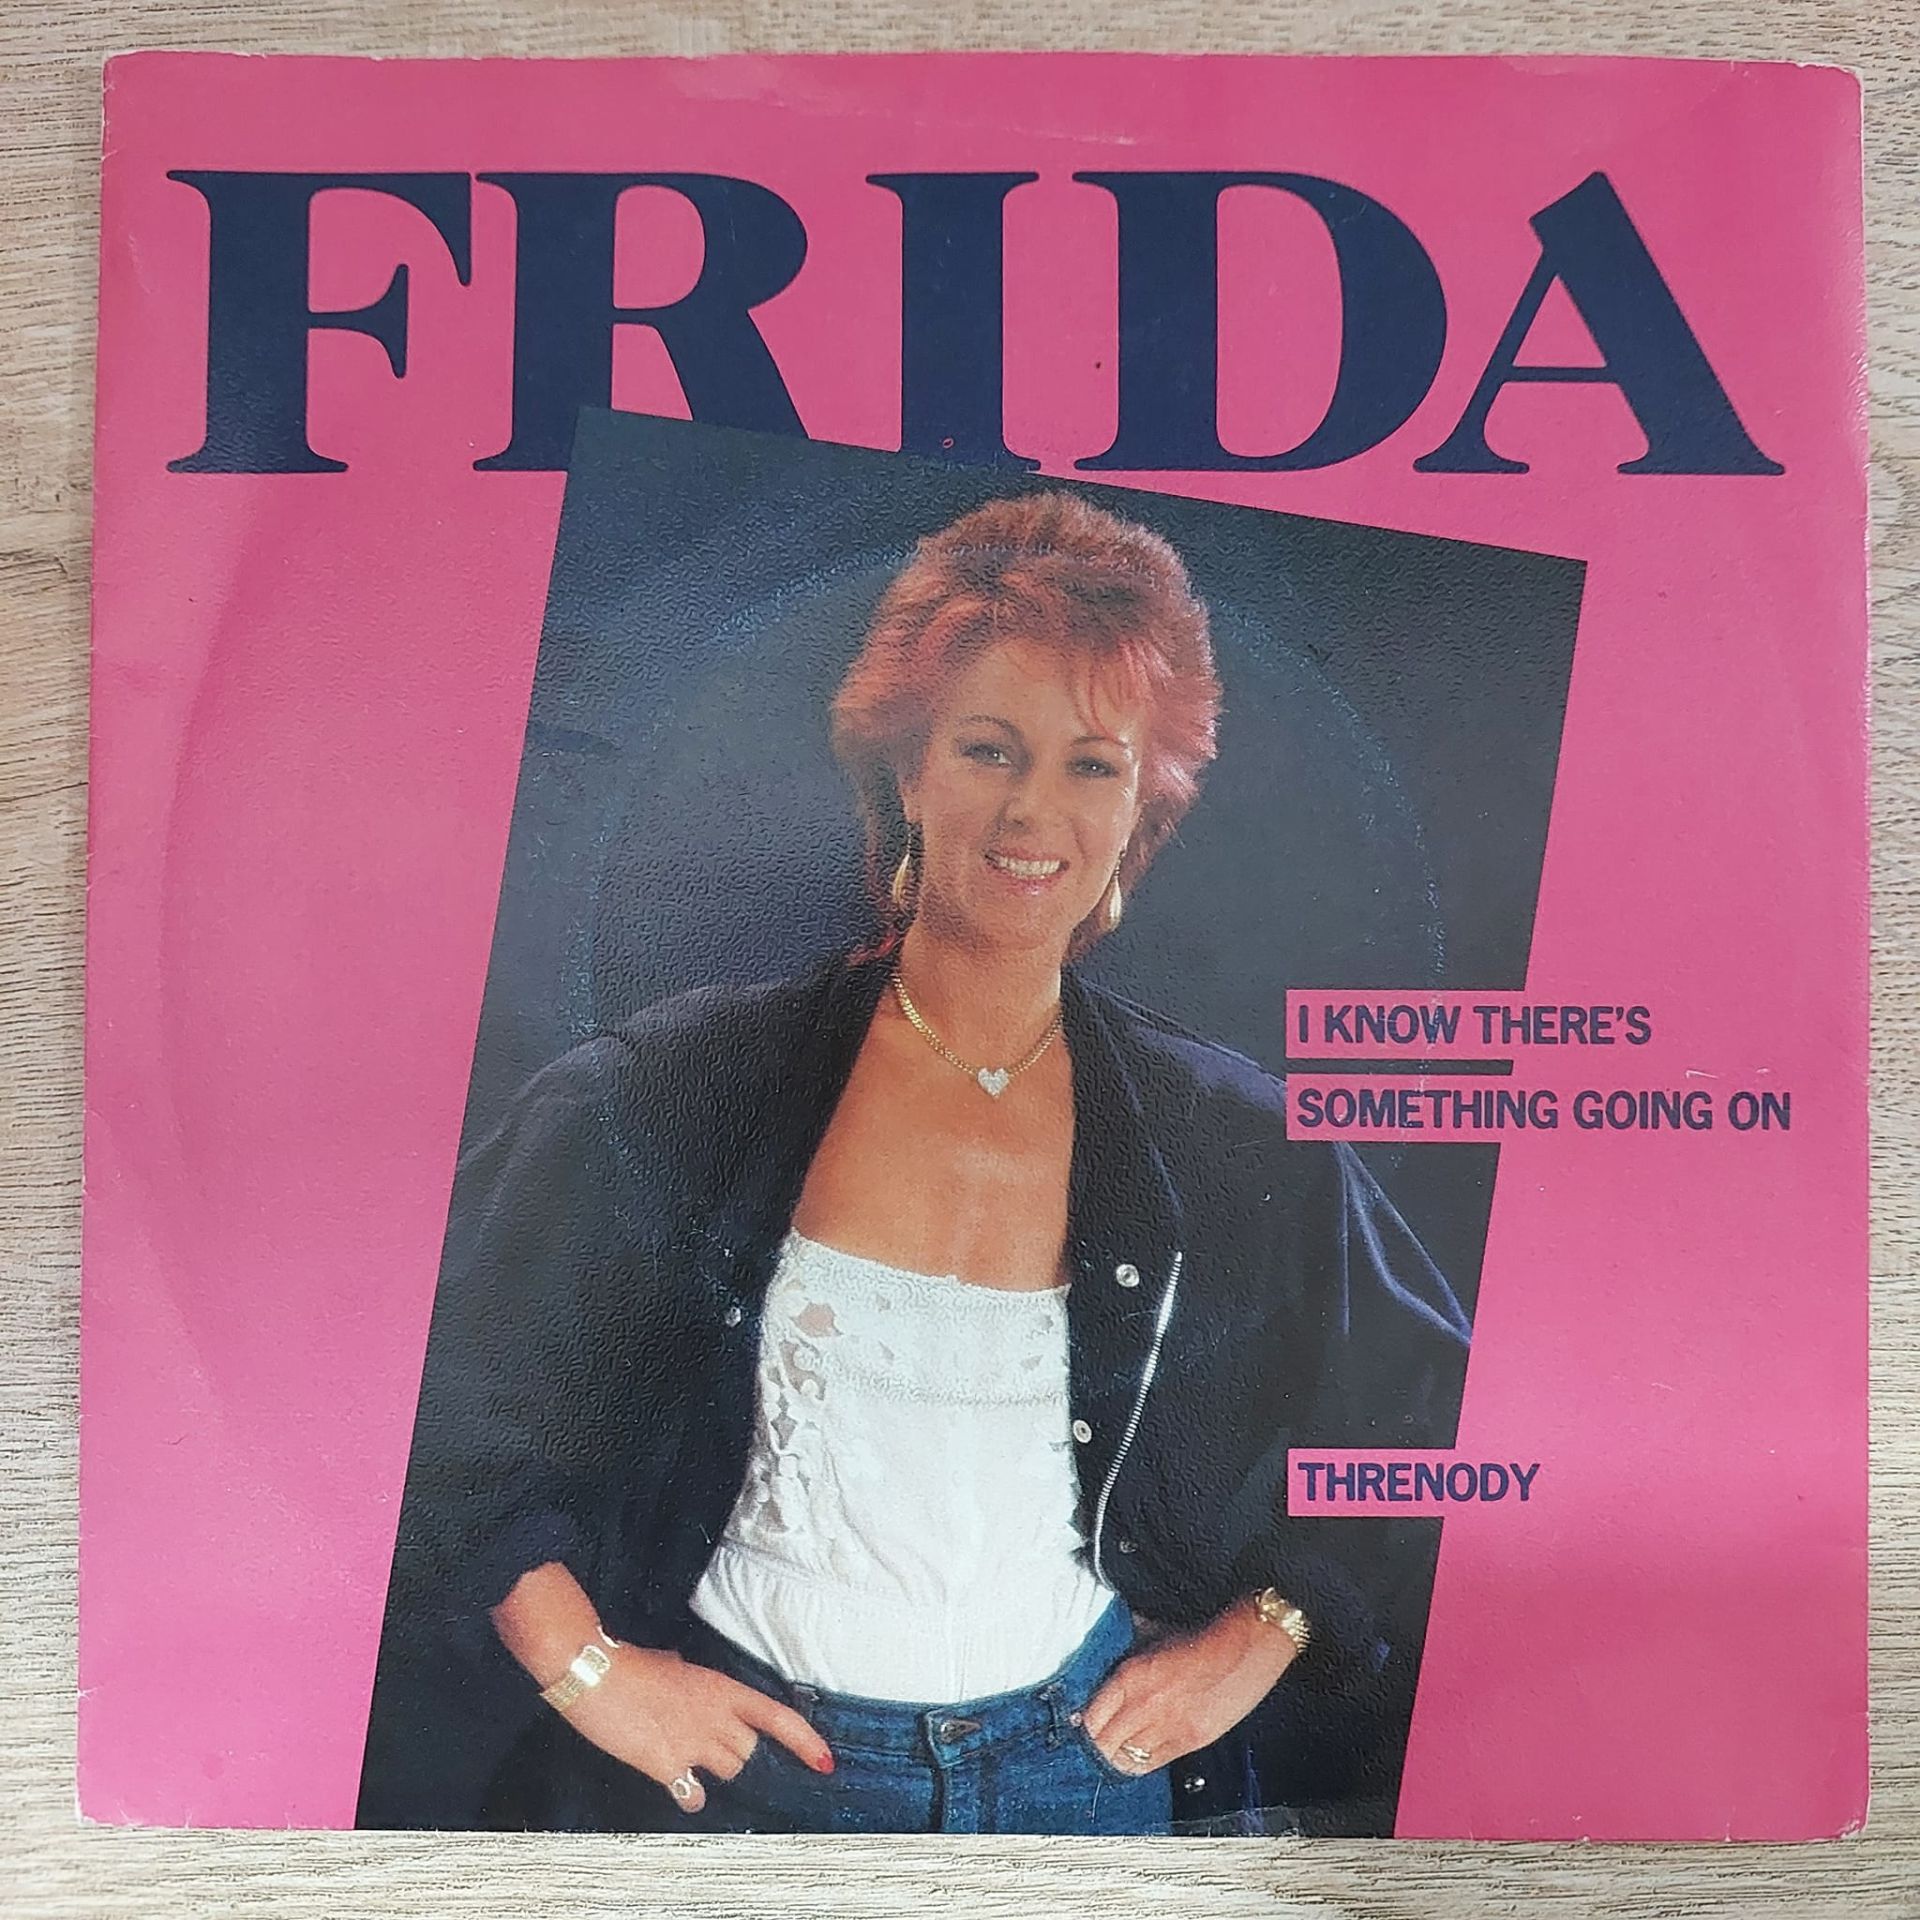 FRIDA
I KNOW THERE'S
SOMETHING GOING ON
THRENODY